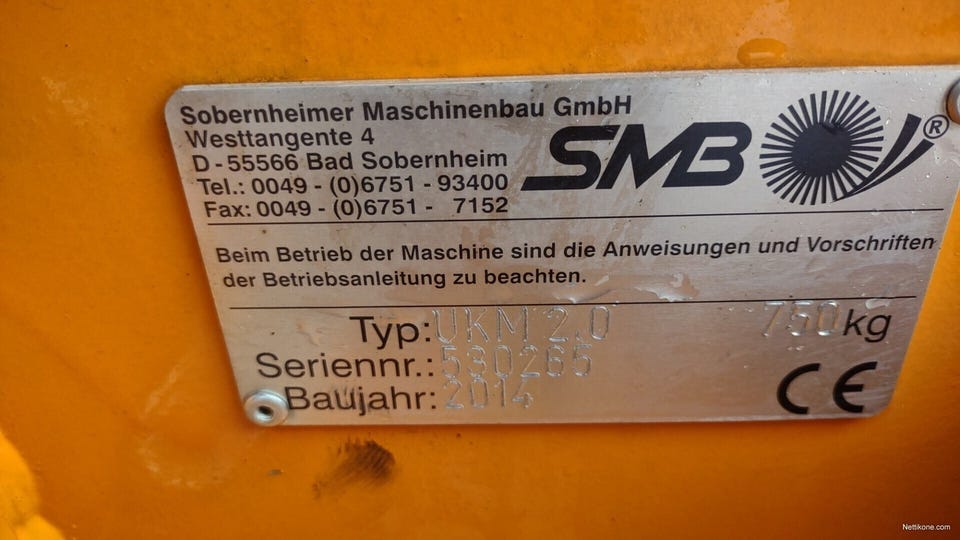 Sobernheimer Maschinenbau GmbH
Westtangente 4
D - 55566 Bad Sobernheim
Tel.: 0049 - (0)6751 - 93400
Fax: 0049 - (0)6751 - 7152
SMB ®
Beim Betrieb der Maschine sind die Anweisungen und Vorschriften
der Betriebsanleitung zu beachten.
Typ: UKM 2.0 750 kg
Seriennr.: 530265
Baujahr: 2014
CE
Nettikone.com